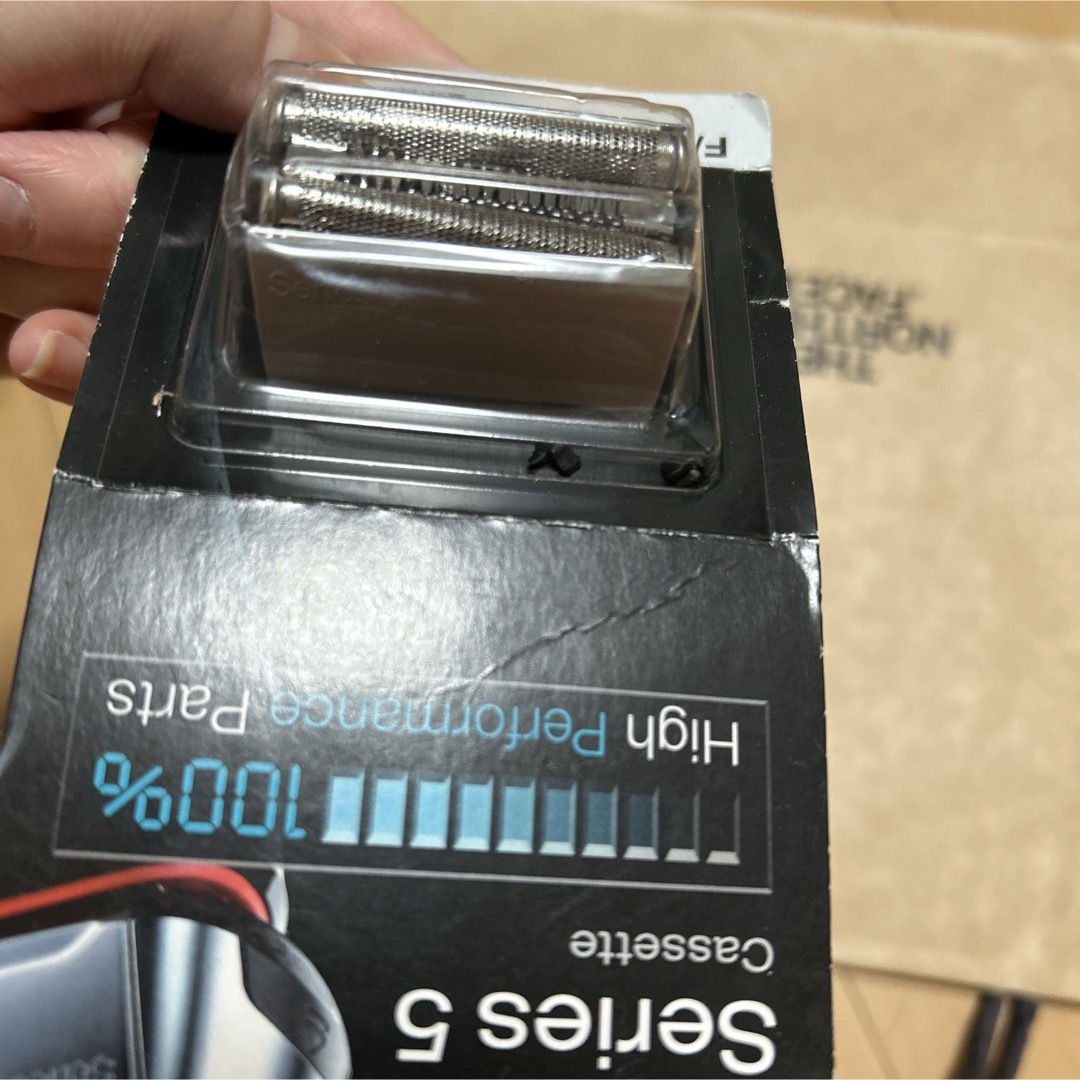 Series 5
Cassette
100%
High Performance Parts
series
THE
NORTH
FACE